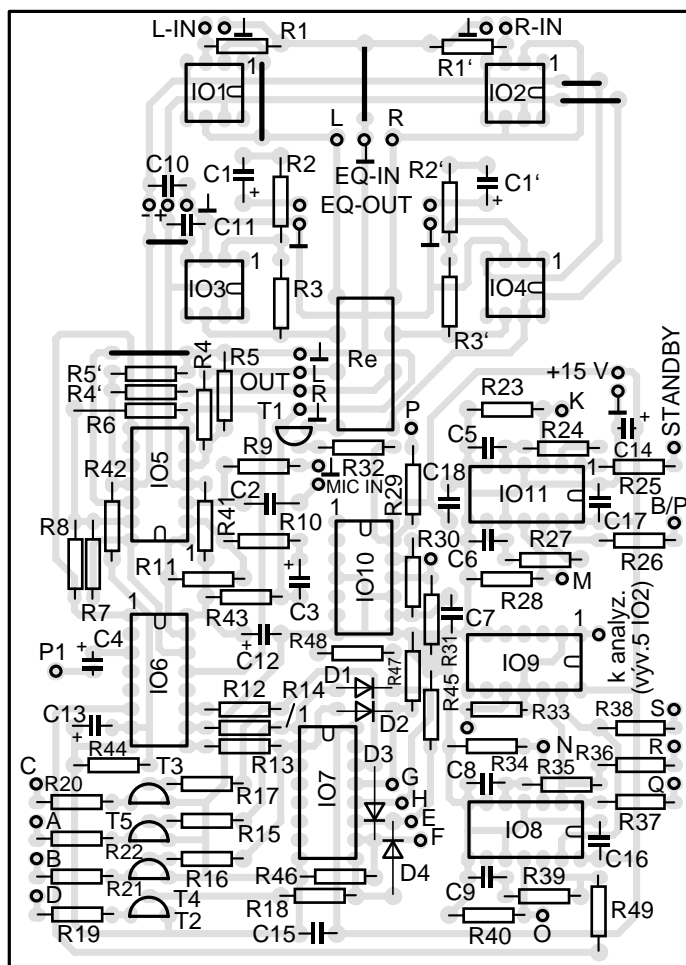 L-IN R1 R-IN
R1‘
1 1
IO1 IO2
L R
C10 C1 + R2 EQ-IN R2‘ C1‘ +
EQ-OUT
- + C11
1 1
IO3 R3 IO4
R3‘
R4 R5 Re
R5‘ OUT L +15 V STANDBY
R4‘ R R23 K +
R6 T1 P C5 R24 C14
R42 IO5 R9 R32 C18 1 R25
MIC IN R29 IO11
C2 B/P
R8 R41 R10 1 R30 C17
1 C6 R27 R26
R11 + IO10 R28 M
R7 C3
1 R43 C7 1
P1 + C4 IO6 C12 + R48 R47 R31 IO9 k analyz.
(vyv.5 IO2)
R12 R14 D1 R45
C13 + / 1 D2 R33 R38 S
R44 R13 D3 N R36 R
C T3 IO7 C8 R34 R35 Q
R20 R17 G
A T5 H R37
R22 R15 E IO8
B R16 F C16
R21 R46 D4
D T4 R18 C9 R39
R19 T2 C15 R40 O R49